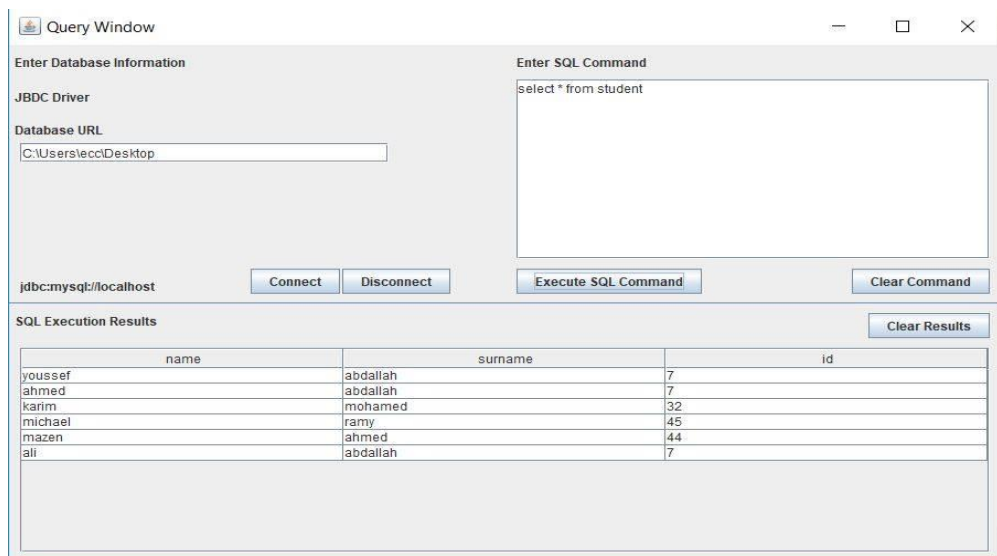 Query Window
Enter Database Information
Enter SQL Command
JBDC Driver
select * from student
Database URL
C:\Users\ecc\Desktop
jdbc:mysql://localhost
Connect
Disconnect
Execute SQL Command
Clear Command
SQL Execution Results
Clear Results
name surname id
youssef abdallah 7
ahmed abdallah 7
karim mohamed 32
michael ramy 45
mazen ahmed 44
ali abdallah 7